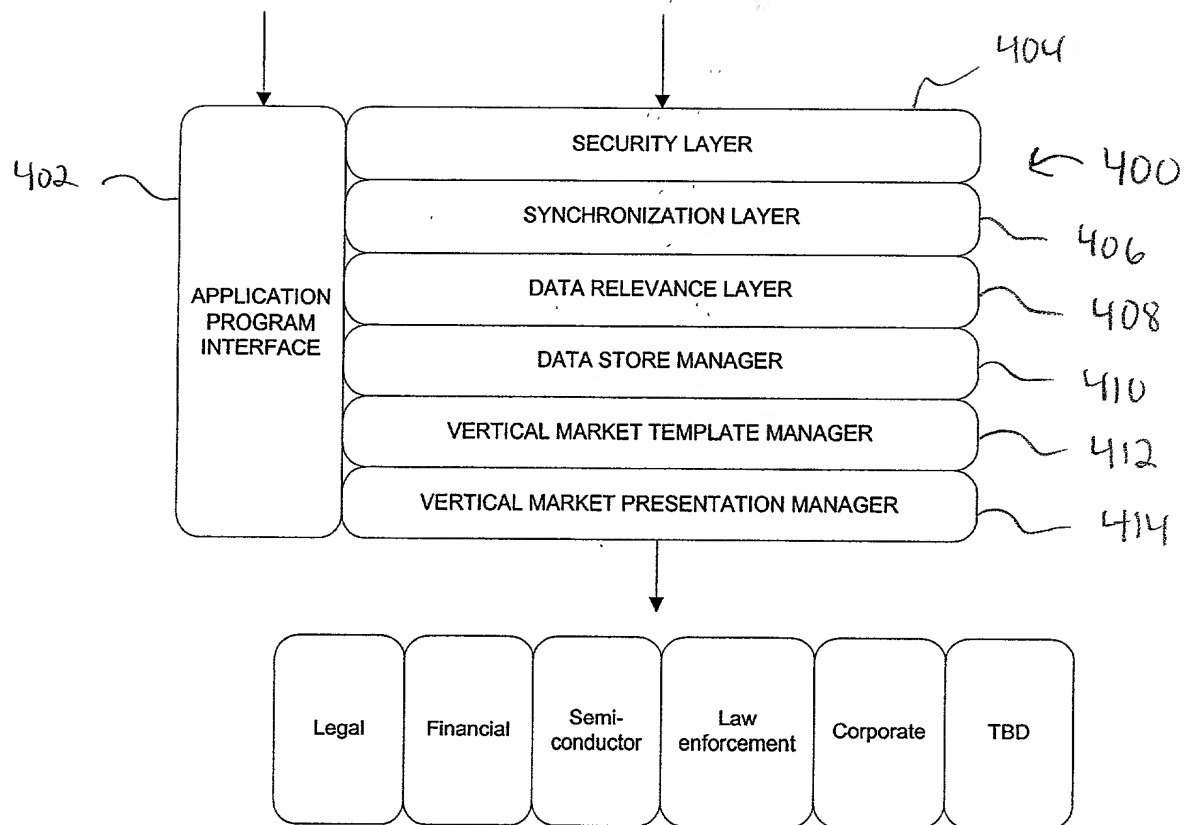 404
SECURITY LAYER
400
402
SYNCHRONIZATION LAYER
406
APPLICATION
PROGRAM
INTERFACE
DATA RELEVANCE LAYER
408
DATA STORE MANAGER
410
VERTICAL MARKET TEMPLATE MANAGER
412
VERTICAL MARKET PRESENTATION MANAGER
414
Legal
Financial
Semi-
conductor
Law
enforcement
Corporate
TBD